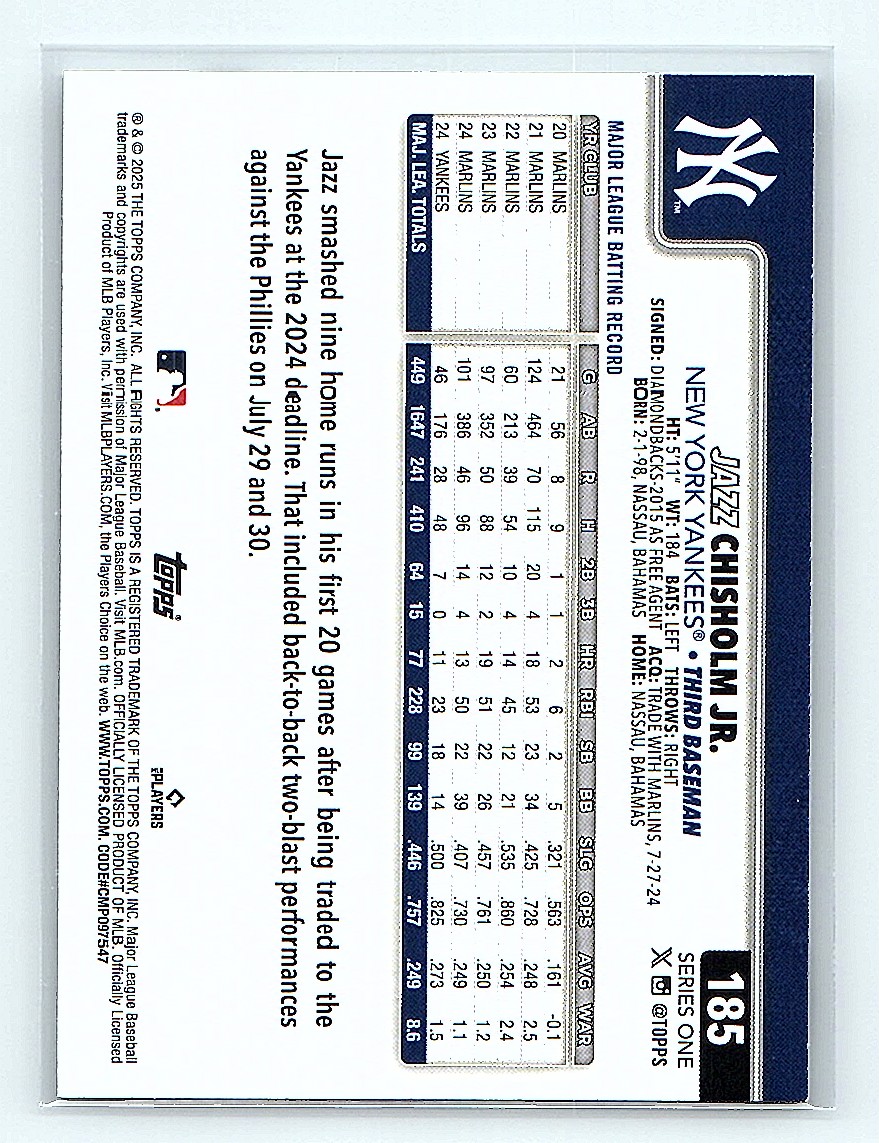 185
SERIES ONE
@TOPPS
JAZZ CHISHOLM JR.
NEW YORK YANKEES® • THIRD BASEMAN
HT: 5'11" WT: 184 BATS: LEFT THROWS: RIGHT
SIGNED: DIAMONDBACKS-2015 AS FREE AGENT ACQ: TRADE WITH MARLINS, 7-27-24
BORN: 2-1-98, NASSAU, BAHAMAS HOME: NASSAU, BAHAMAS
NY TM
MAJOR LEAGUE BATTING RECORD
YR CLUB G AB R H 2B 3B HR RBI SB BB SLG OPS AVG WAR
20 MARLINS 21 56 8 9 1 1 2 6 2 5 .321 .563 .161 -0.1
21 MARLINS 124 464 70 115 20 4 18 53 23 34 .425 .728 .248 2.5
22 MARLINS 60 213 39 54 10 4 14 45 12 21 .535 .860 .254 2.4
23 MARLINS 97 352 50 88 12 2 19 51 22 26 .457 .761 .250 1.2
24 MARLINS 101 386 46 96 14 4 13 50 22 39 .407 .730 .249 1.1
24 YANKEES 46 176 28 48 7 0 11 23 18 14 .500 .825 .273 1.5
MAJ. LEA. TOTALS 449 1647 241 410 64 15 77 228 99 139 .446 .757 .249 8.6
Jazz smashed nine home runs in his first 20 games after being traded to the
Yankees at the 2024 deadline. That included back-to-back two-blast performances
against the Phillies on July 29 and 30.
topps®
PLAYERS
® & © 2025 THE TOPPS COMPANY, INC. ALL RIGHTS RESERVED. TOPPS IS A REGISTERED TRADEMARK OF THE TOPPS COMPANY, INC. Major League Baseball
trademarks and copyrights are used with permission of Major League Baseball. Visit MLB.com. OFFICIALLY LICENSED PRODUCT OF MLB. Officially Licensed
Product of MLB Players, Inc. Visit MLBPLAYERS.COM, the Players Choice on the web. WWW.TOPPS.COM. CODE#CMP097547